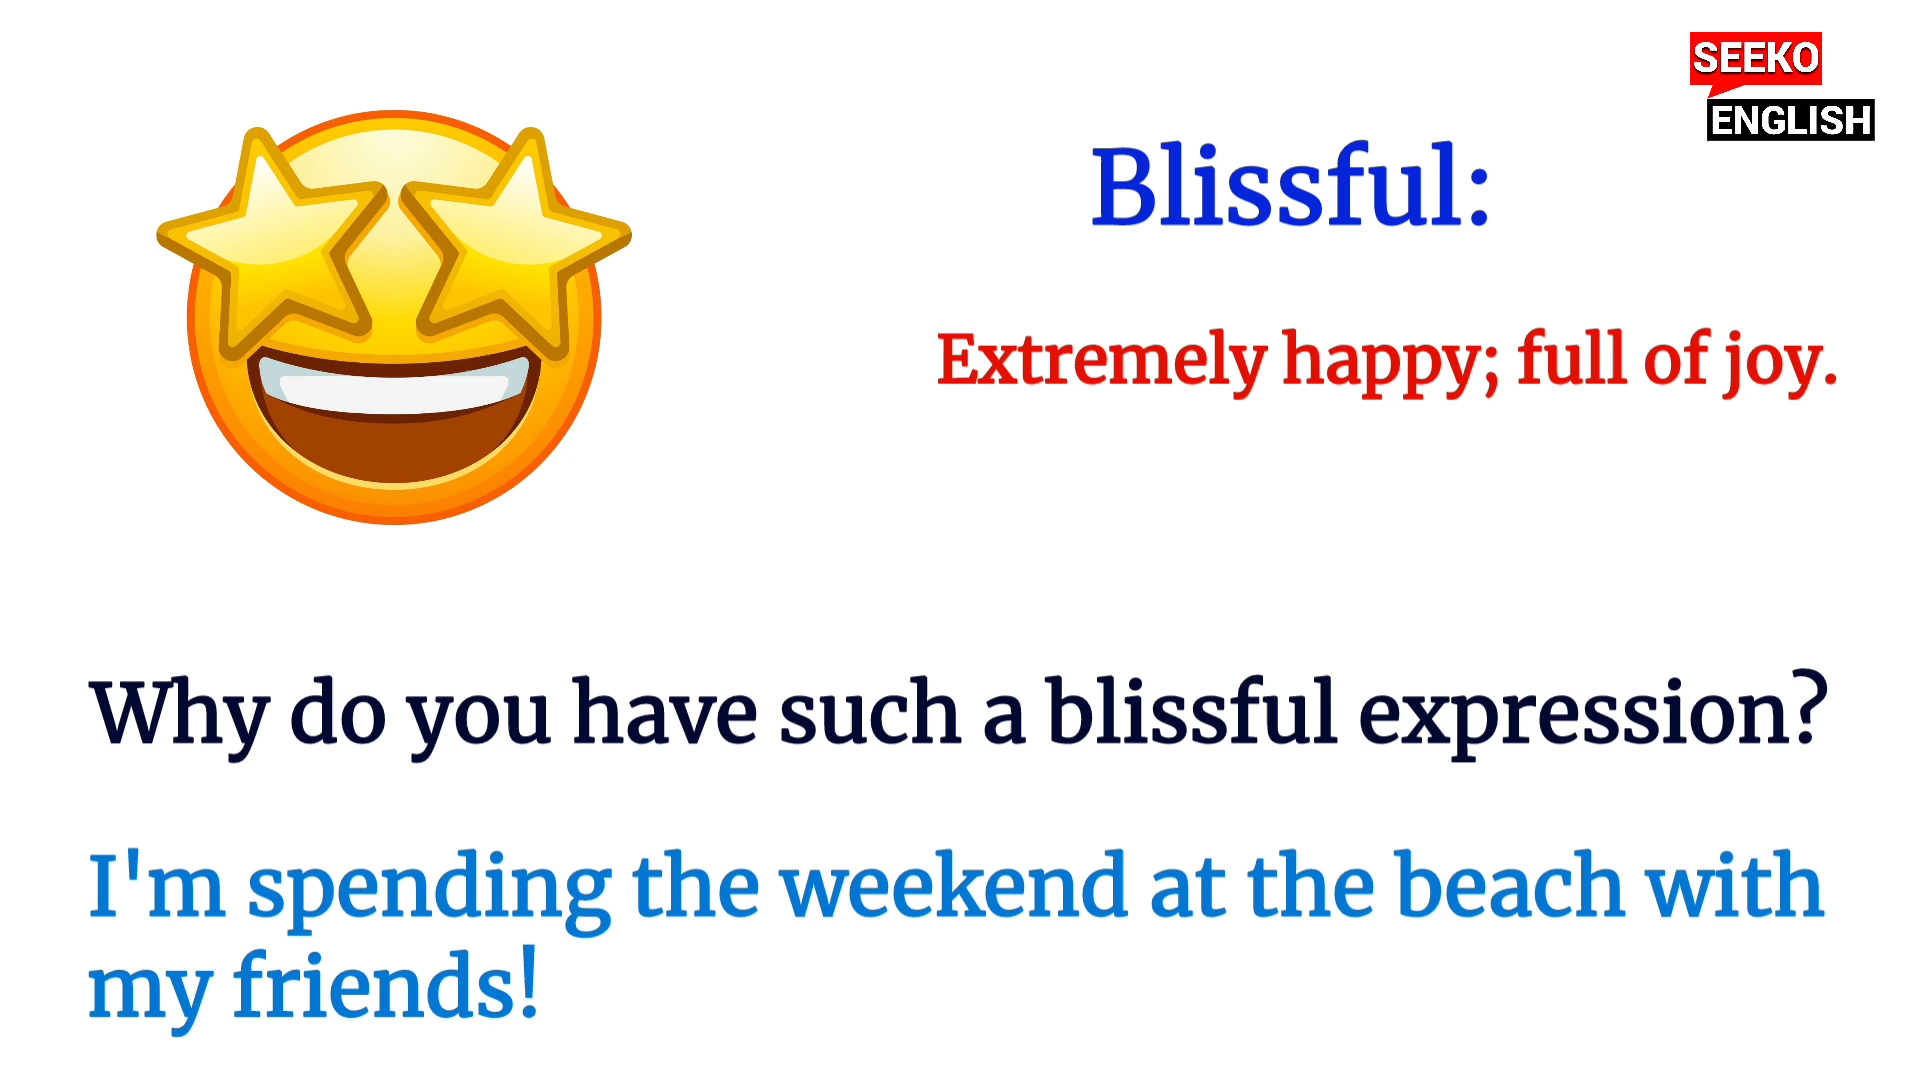 SEEKO
ENGLISH
Blissful:
Extremely happy; full of joy.
Why do you have such a blissful expression?
I'm spending the weekend at the beach with
my friends!